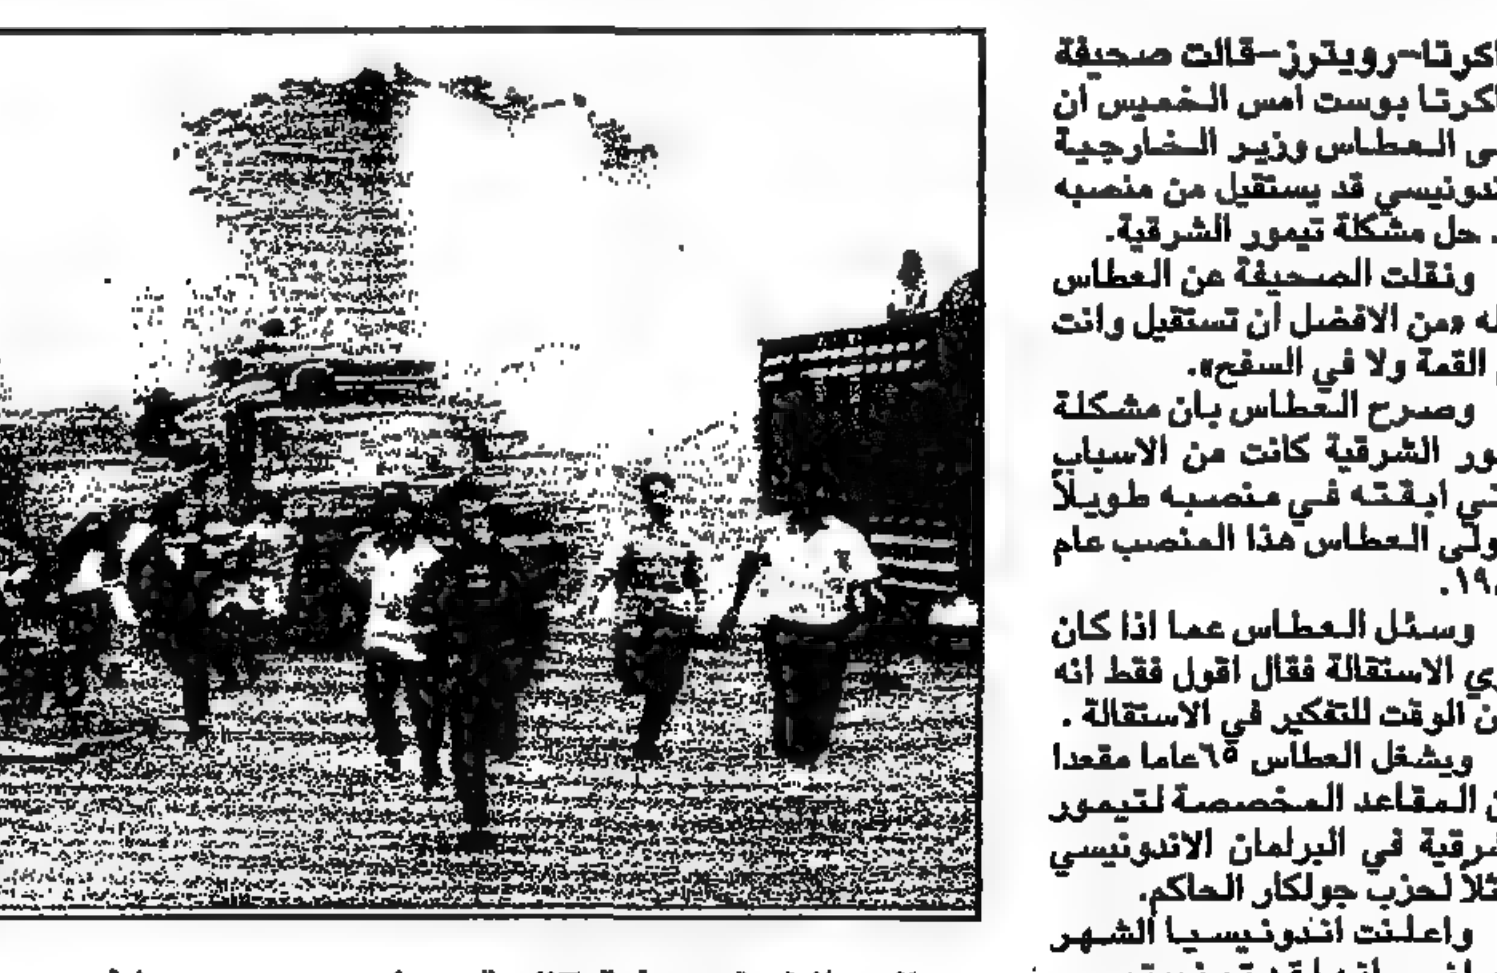 اكرتا-رويترز-قالت صحيفة
اكرتا بوست امس الخميس ان
ى العطاس وزير الخارجية
ندونيسي قد يستقيل من منصبه
حل مشكلة تيمور الشرقية.
ونقلت الصحيفة عن العطاس
له «من الافضل ان تستقيل وانت
القمة ولا في السفح».
وصرح العطاس بان مشكلة
ور الشرقية كانت من الاسباب
تي ابقته في منصبه طويلاً
ولى العطاس هذا المنصب عام
وسئل العطاس عما اذا كان
ي الاستقالة فقال اقول فقط انه
ن الوقت للتفكير في الاستقالة .
ويشغل العطاس ٦٥عاما مقعدا
ن المقاعد المخصصة لتيمور
شرقية في البرلمان الاندونيسي
ثلاً لحزب جولكار الحاكم.
واعلنت اندونيسيا الشهر